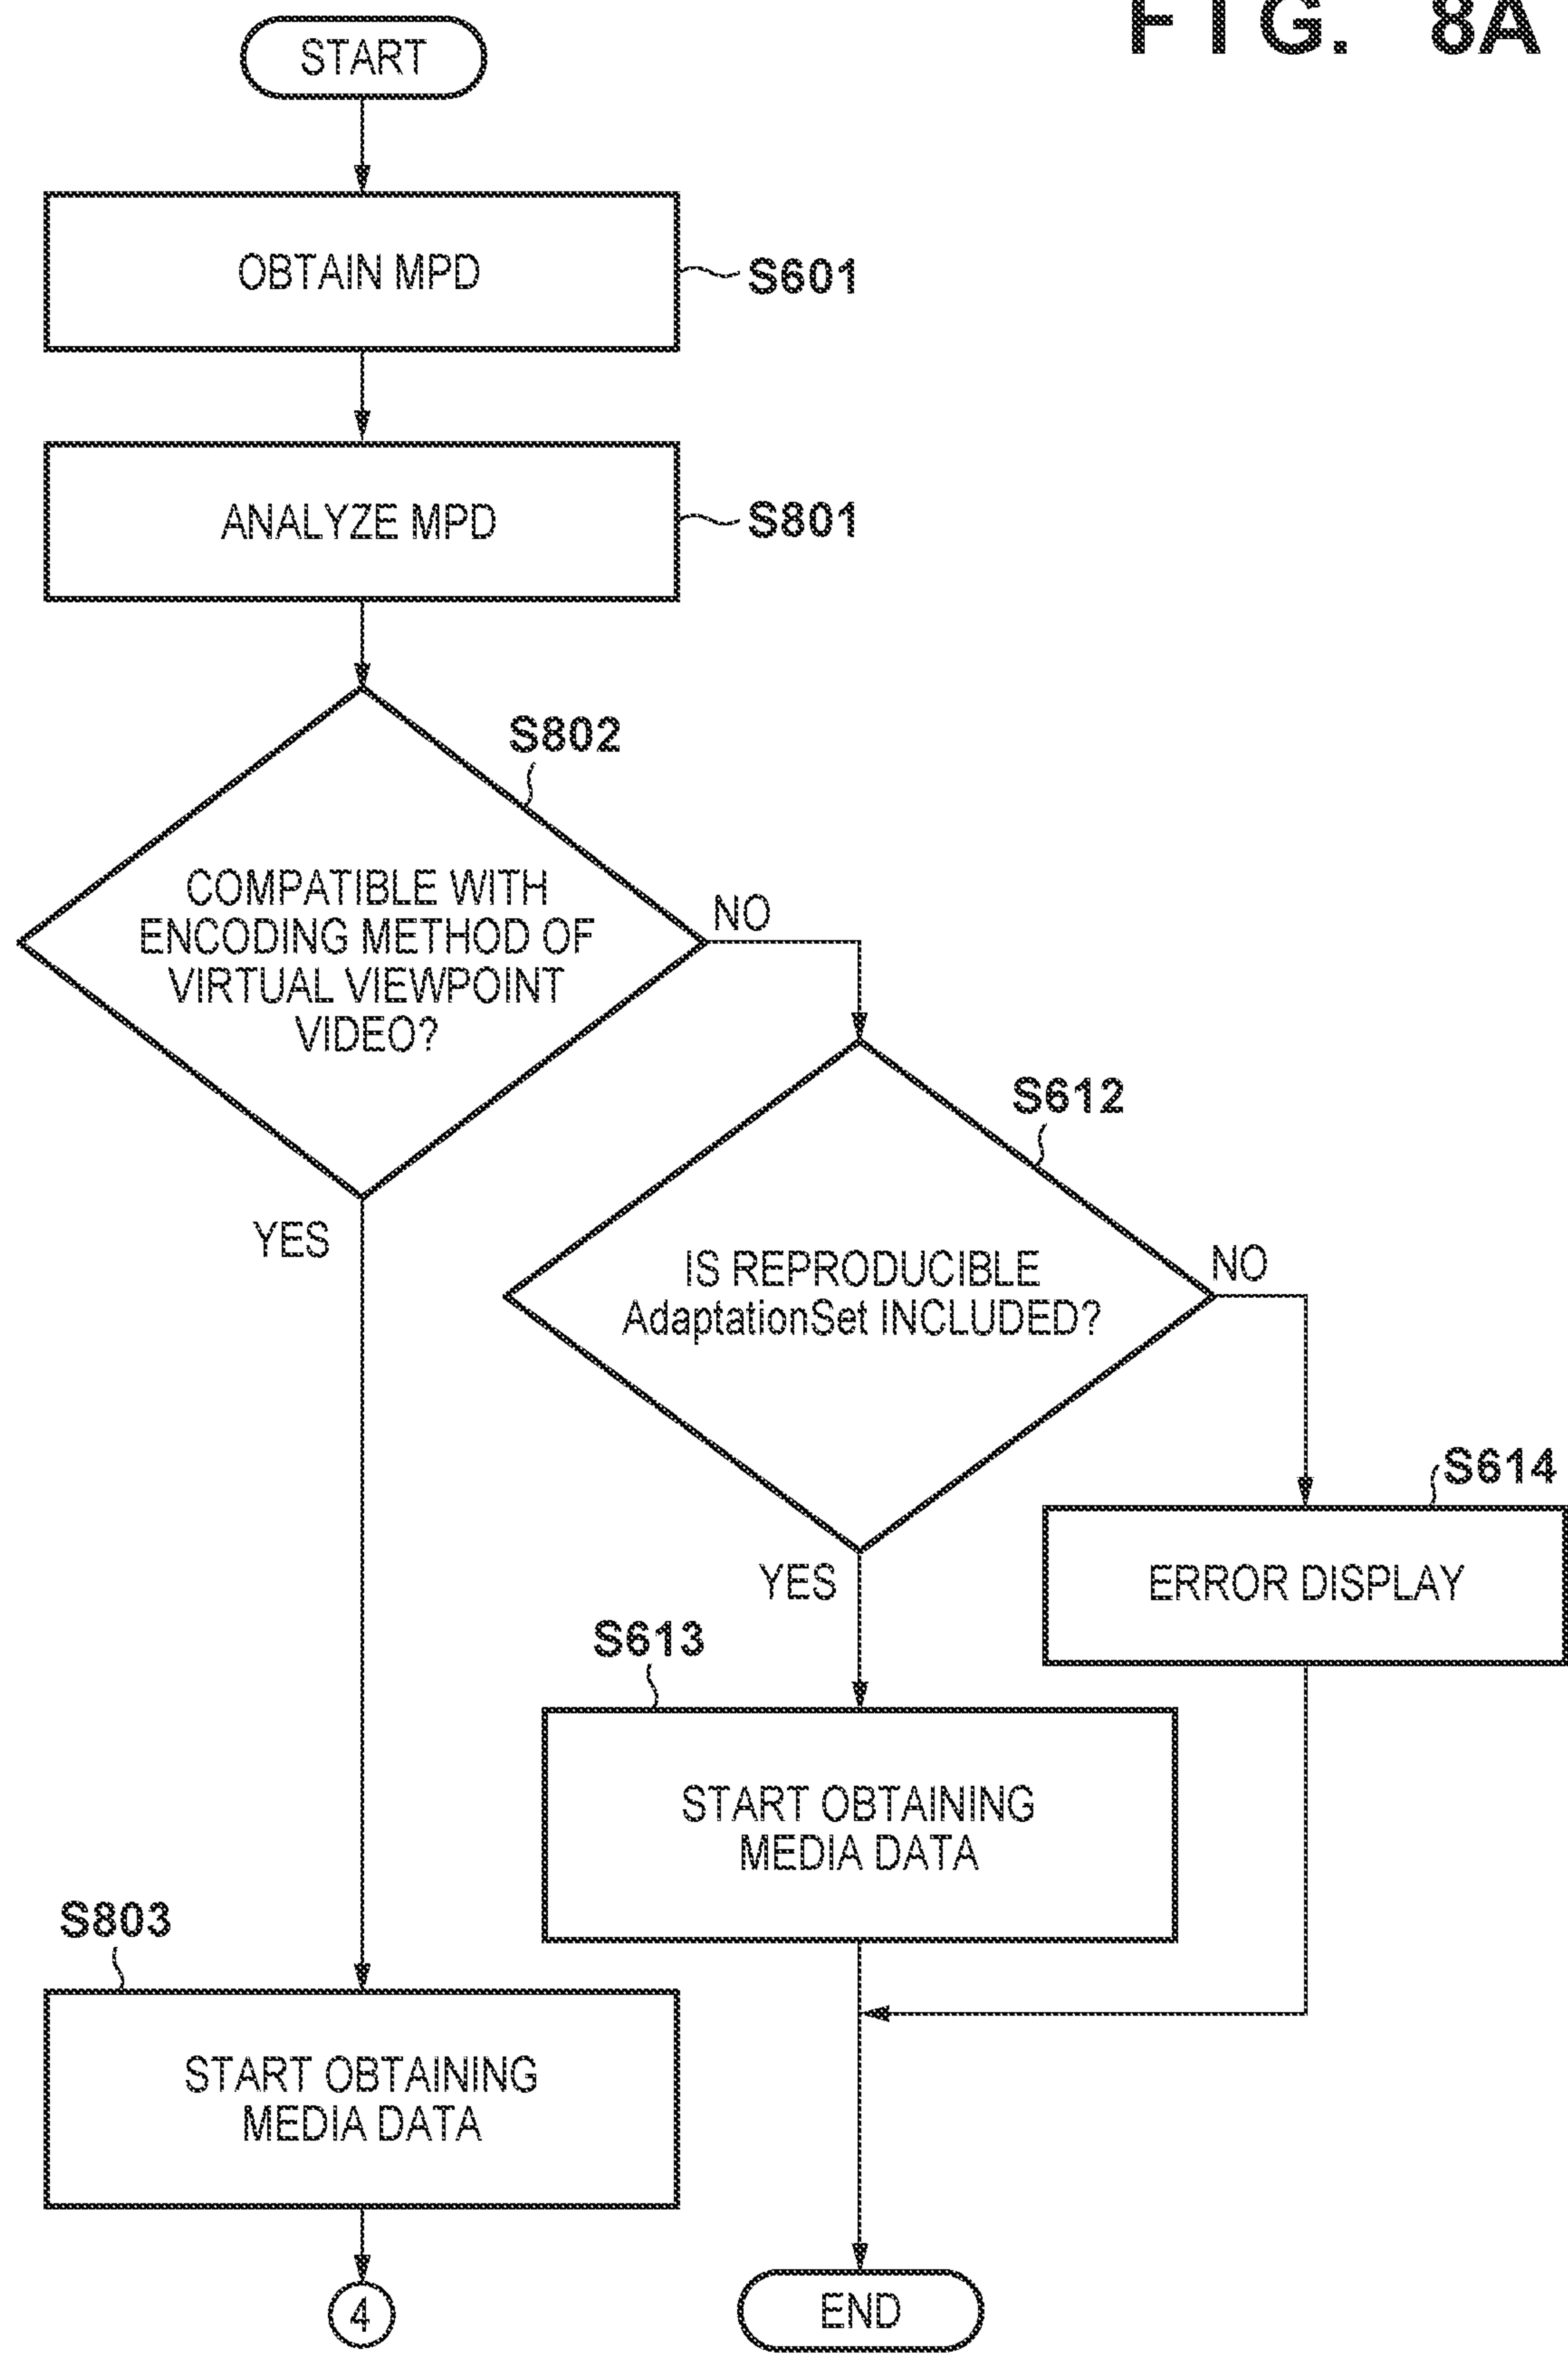 FIG. 8A
START
OBTAIN MPD
S601
ANALYZE MPD
S801
S802
COMPATIBLE WITH
ENCODING METHOD OF
VIRTUAL VIEWPOINT
VIDEO?
NO
YES
S612
IS REPRODUCIBLE
AdaptationSet INCLUDED?
NO
YES
S614
ERROR DISPLAY
S613
START OBTAINING
MEDIA DATA
S803
START OBTAINING
MEDIA DATA
4
END